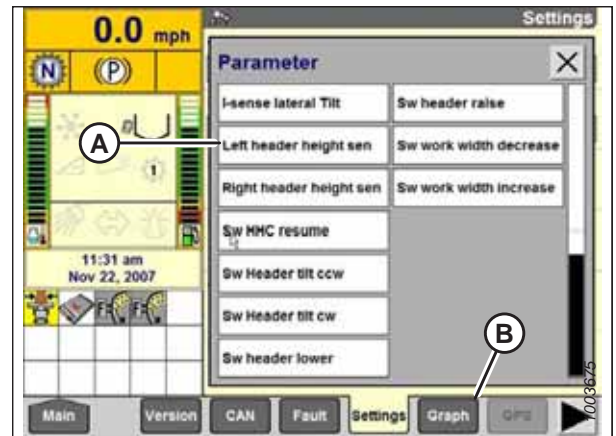 0.0 mph
Settings
N
(P)
Parameter
I-sense lateral Tilt
Sw header raise
A
Left header height sen
Sw work width decrease
1
Right header height sen
Sw work width increase
Sw HHC resume
11:31 am
Nov 22, 2007
Sw Header tilt ccw
Sw Header tilt cw
B
Sw header lower
1003675
Main
Version
CAN
Fault
Settings
Graph
GPS